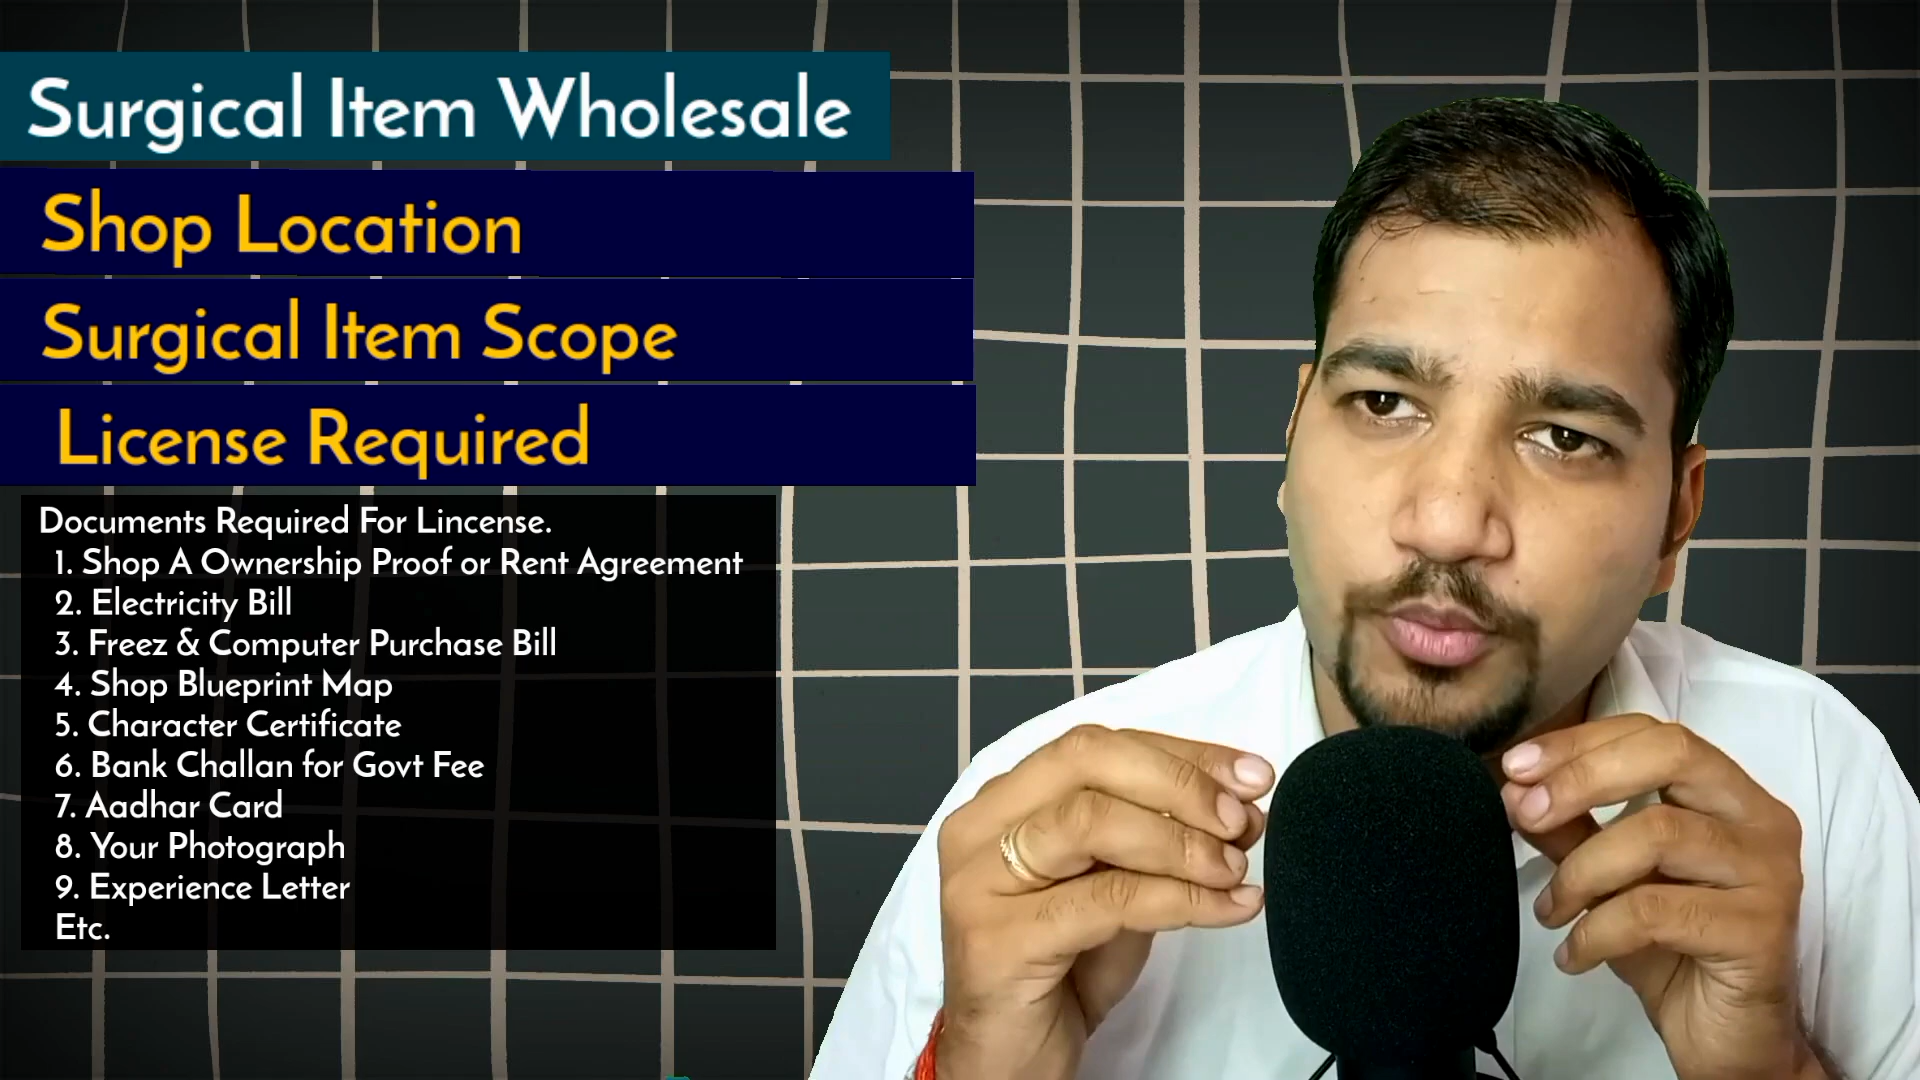 Surgical Item Wholesale
Shop Location
Surgical Item Scope
License Required
Documents Required For Lincense.
1. Shop A Ownership Proof or Rent Agreement
2. Electricity Bill
3. Freez & Computer Purchase Bill
4. Shop Blueprint Map
5. Character Certificate
6. Bank Challan for Govt Fee
7. Aadhar Card
8. Your Photograph
9. Experience Letter
Etc.